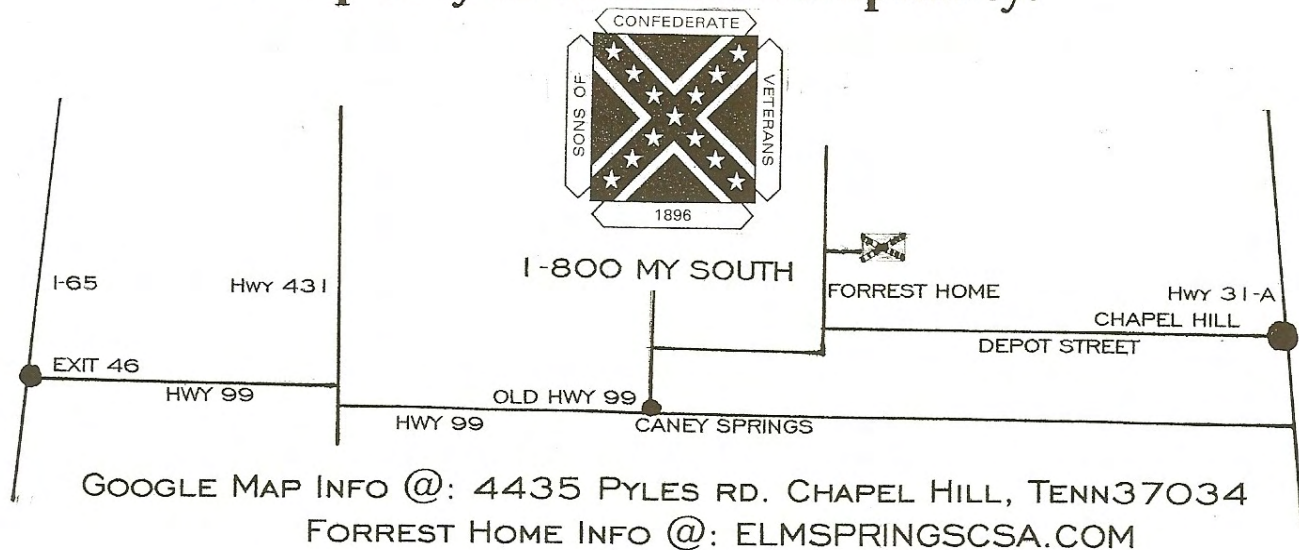 CONFEDERATE
SONS OF
VETERANS
1896
1-800 MY SOUTH
I-65
HWY 431
FORREST HOME
HWY 31-A
CHAPEL HILL
DEPOT STREET
EXIT 46
HWY 99
OLD HWY 99
HWY 99
CANEY SPRINGS
GOOGLE MAP INFO @: 4435 PYLES RD. CHAPEL HILL, TENN37034
FORREST HOME INFO @: ELMSPRINGSCSA.COM